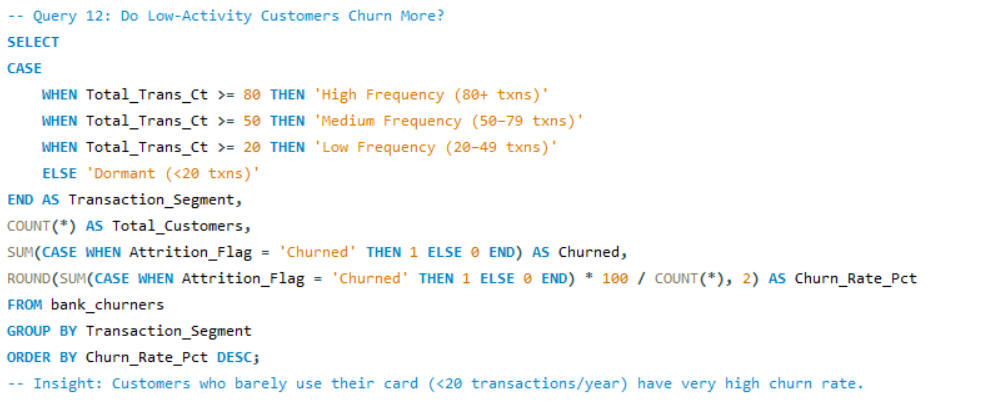 -- Query 12: Do Low-Activity Customers Churn More?
SELECT
CASE
    WHEN Total_Trans_Ct >= 80 THEN 'High Frequency (80+ txns)'
    WHEN Total_Trans_Ct >= 50 THEN 'Medium Frequency (50–79 txns)'
    WHEN Total_Trans_Ct >= 20 THEN 'Low Frequency (20–49 txns)'
    ELSE 'Dormant (<20 txns)'
END AS Transaction_Segment,
COUNT(*) AS Total_Customers,
SUM(CASE WHEN Attrition_Flag = 'Churned' THEN 1 ELSE 0 END) AS Churned,
ROUND(SUM(CASE WHEN Attrition_Flag = 'Churned' THEN 1 ELSE 0 END) * 100 / COUNT(*), 2) AS Churn_Rate_Pct
FROM bank_churners
GROUP BY Transaction_Segment
ORDER BY Churn_Rate_Pct DESC;
-- Insight: Customers who barely use their card (<20 transactions/year) have very high churn rate.